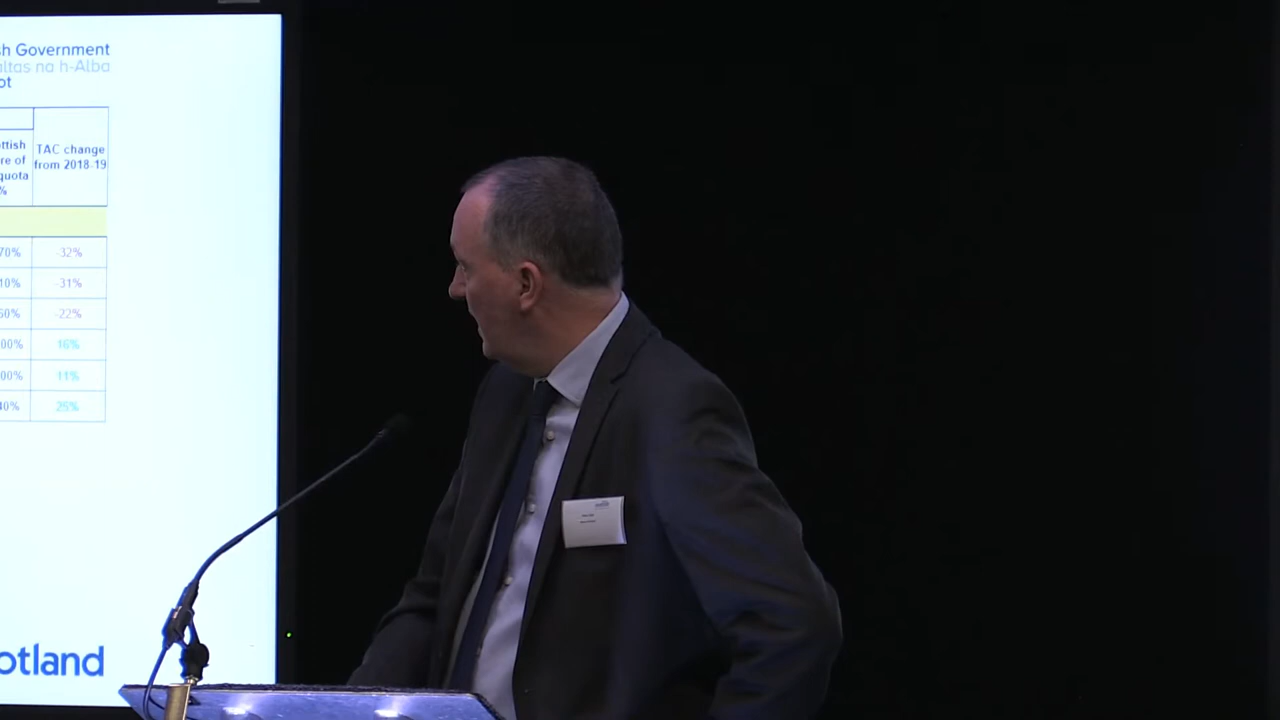 sh Government
altas na h-Alba
ot
ttish
re of
quota
%
TAC change
from 2018-19
70% -32%
10% -31%
60% -22%
00% 16%
00% 11%
40% 25%
otland